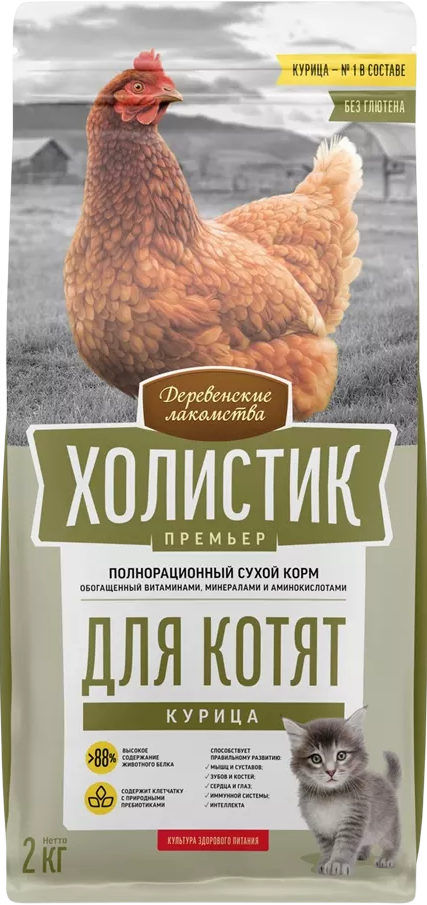 КУРИЦА – №1 В СОСТАВЕ
БЕЗ ГЛЮТЕНА
Деревенские
лакомства
ХОЛИСТИК
ПРЕМЬЕР
ПОЛНОРАЦИОННЫЙ СУХОЙ КОРМ
ОБОГАЩЕННЫЙ ВИТАМИНАМИ, МИНЕРАЛАМИ И АМИНОКИСЛОТАМИ
ДЛЯ КОТЯТ
КУРИЦА
>88%
ВЫСОКОЕ
СОДЕРЖАНИЕ
ЖИВОТНОГО БЕЛКА
СОДЕРЖИТ КЛЕТЧАТКУ
С ПРИРОДНЫМИ
ПРЕБИОТИКАМИ
СПОСОБСТВУЕТ
ПРАВИЛЬНОМУ РАЗВИТИЮ:
✓ МЫШЦ И СУСТАВОВ;
✓ ЗУБОВ И КОСТЕЙ;
✓ СЕРДЦА И ГЛАЗ;
✓ ИММУННОЙ СИСТЕМЫ;
✓ ИНТЕЛЛЕКТА
Нетто
2 КГ
КУЛЬТУРА ЗДОРОВОГО ПИТАНИЯ